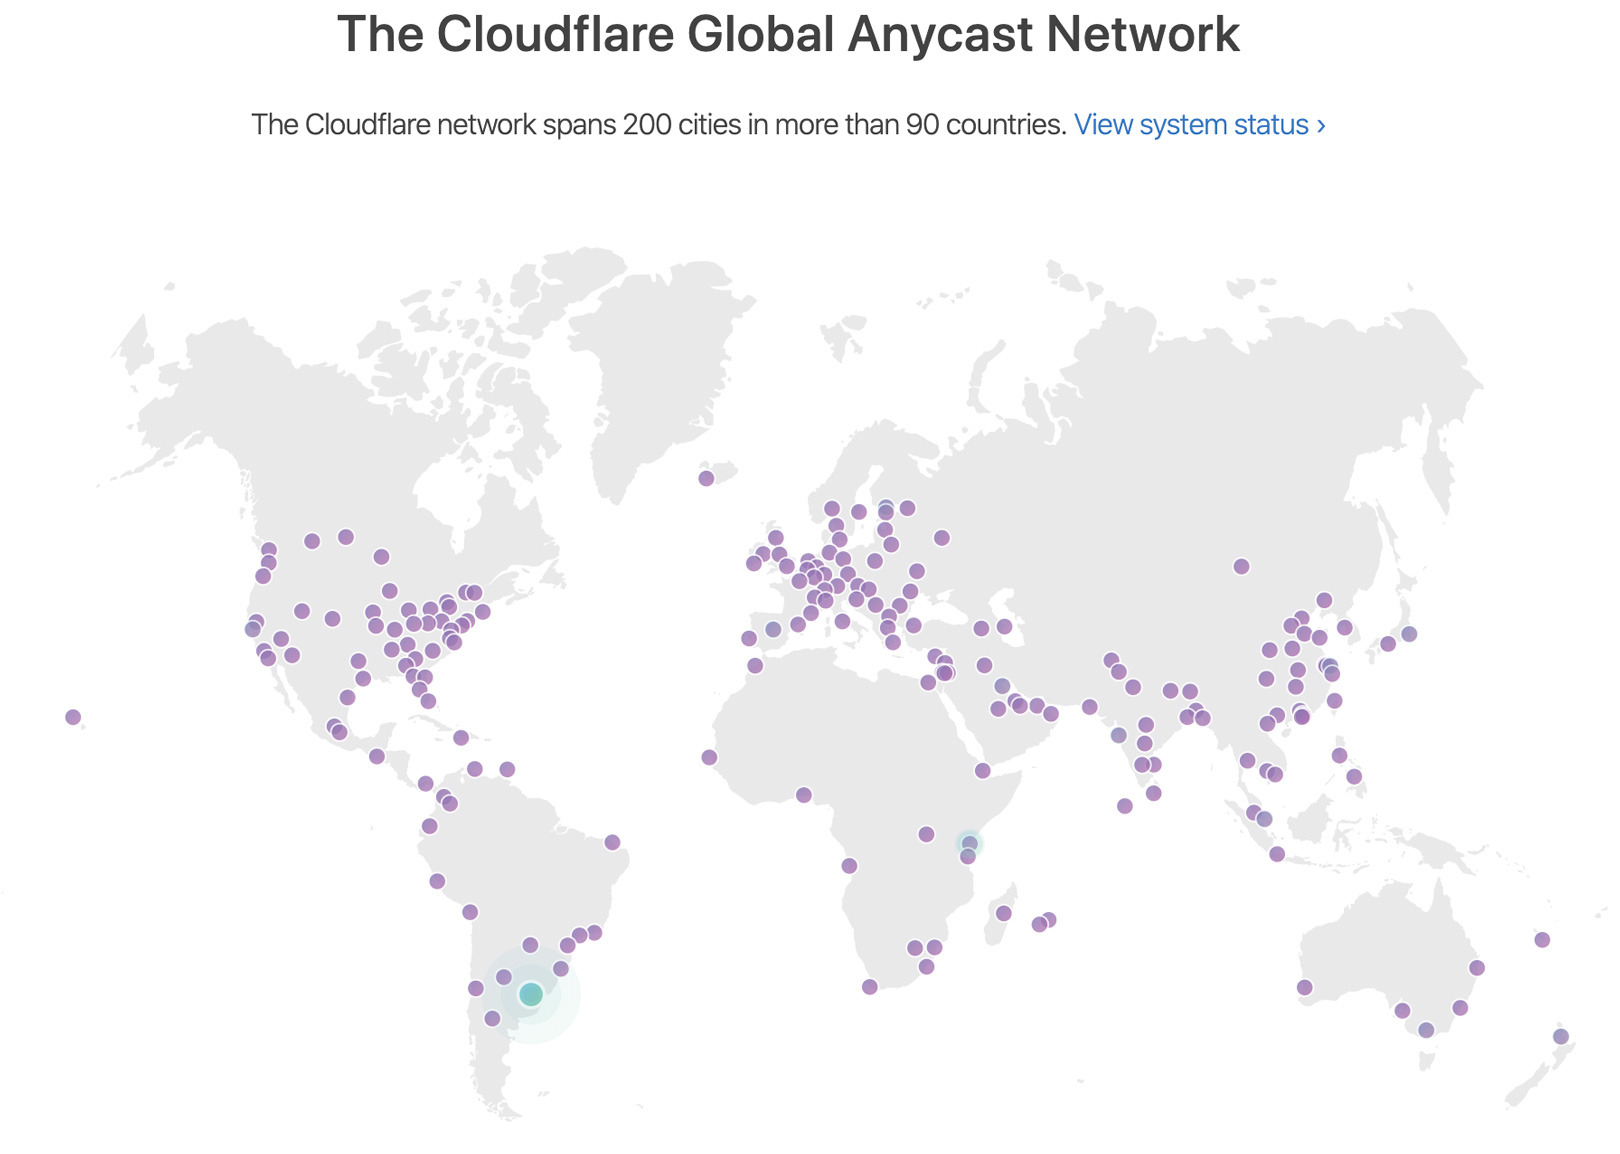 The Cloudflare Global Anycast Network
The Cloudflare network spans 200 cities in more than 90 countries. View system status ›